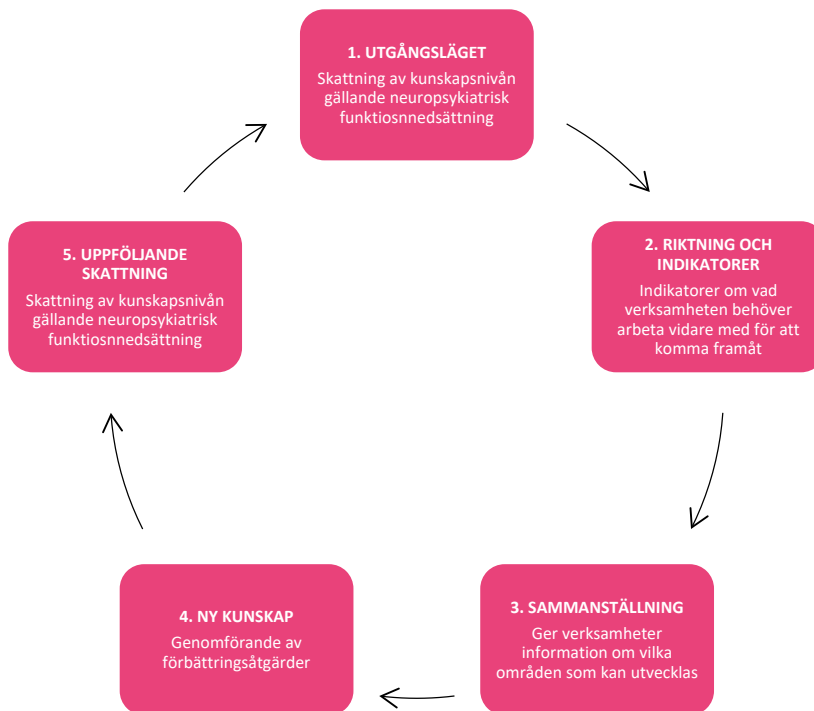 1. UTGÅNGSLÄGET
Skattning av kunskapsnivån
gällande neuropsykiatrisk
funktiosnnedsättning
2. RIKTNING OCH
INDIKATORER
Indikatorer om vad
verksamheten behöver
arbeta vidare med för att
komma framåt
3. SAMMANSTÄLLNING
Ger verksamheter
information om vilka
områden som kan utvecklas
4. NY KUNSKAP
Genomförande av
förbättringsåtgärder
5. UPPFÖLJANDE
SKATTNING
Skattning av kunskapsnivån
gällande neuropsykiatrisk
funktiosnnedsättning